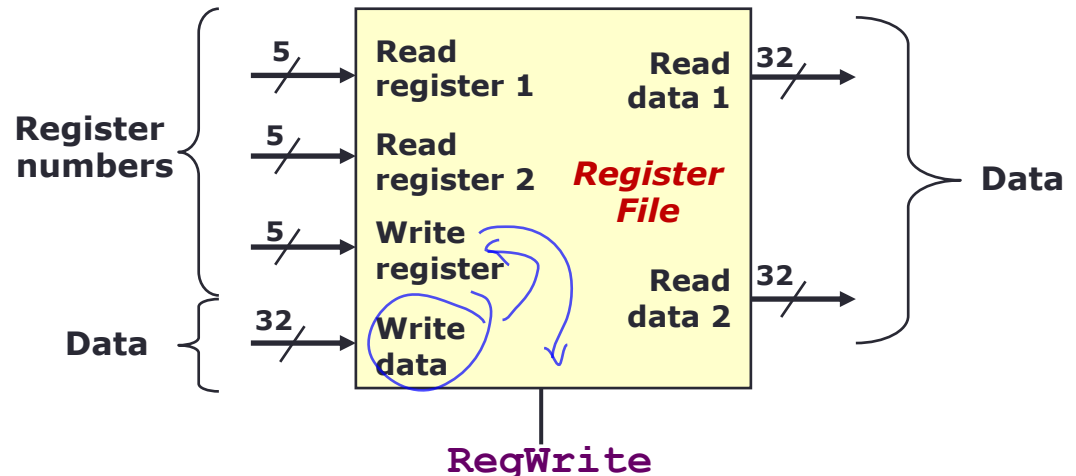 5
Read
register 1
Read
data 1
32
Register
numbers
5
Read
register 2
Register
File
Data
5
Write
register
Read
data 2
32
Data
32
Write
data
RegWrite